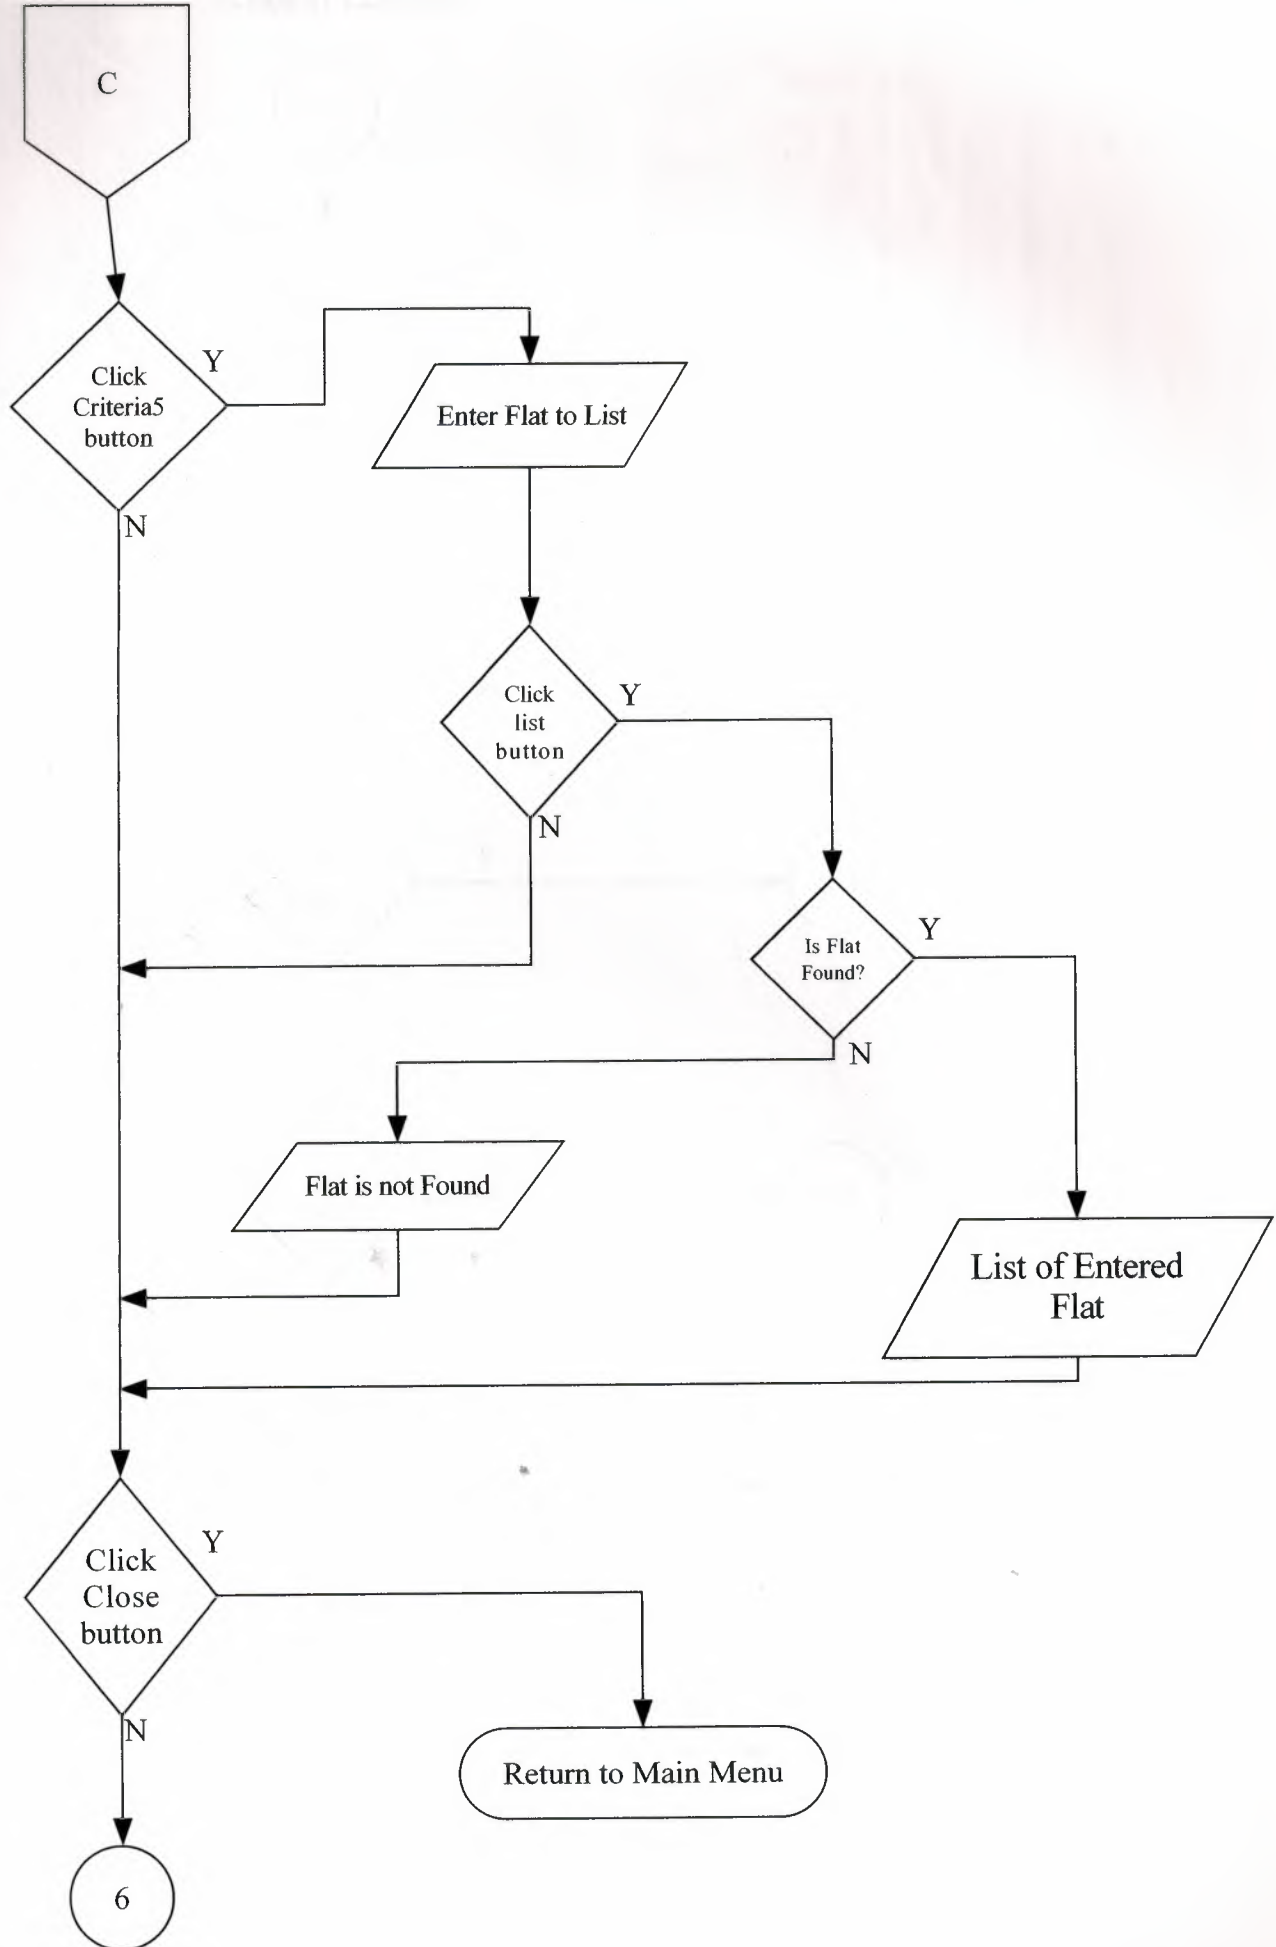 C
Click
Criteria5
button
Y
N
Enter Flat to List
Click
list
button
Y
N
Is Flat
Found?
Y
N
Flat is not Found
List of Entered
Flat
Click
Close
button
Y
N
Return to Main Menu
6